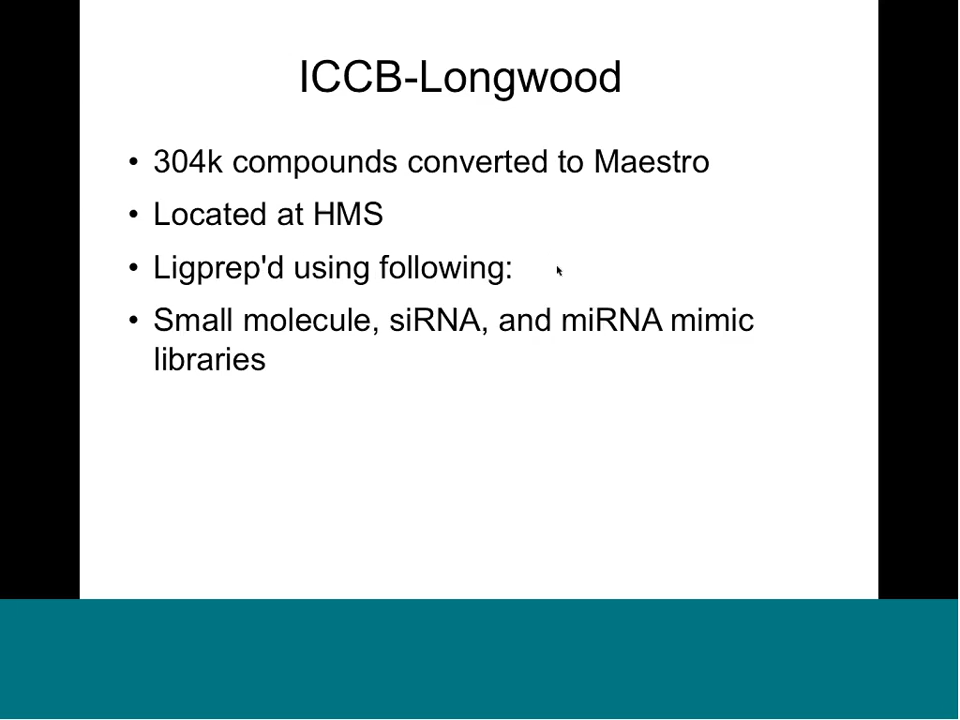 ICCB-Longwood
• 304k compounds converted to Maestro
• Located at HMS
• Ligprep'd using following:
• Small molecule, siRNA, and miRNA mimic
libraries